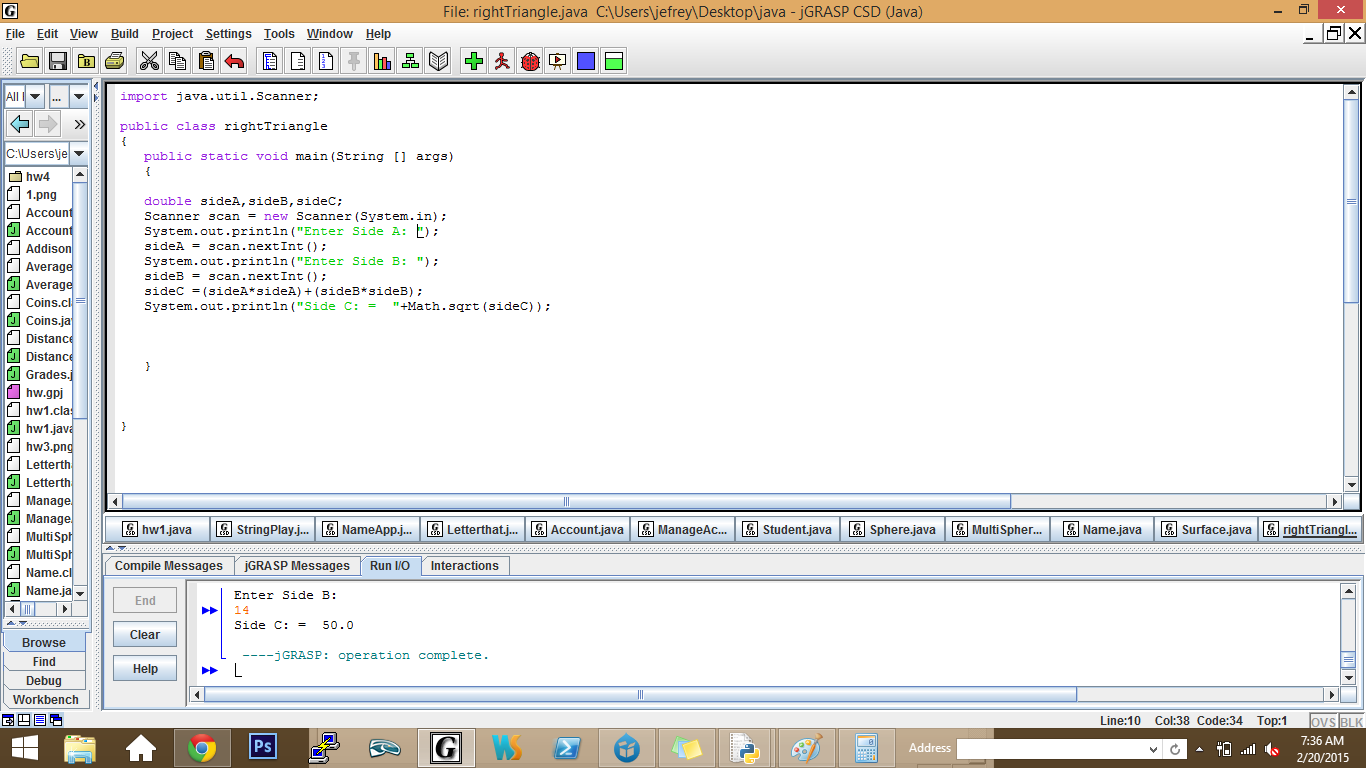 File: rightTriangle.java  C:\Users\jefrey\Desktop\java - jGRASP CSD (Java)
File Edit View Build Project Settings Tools Window Help
All
...
C:\Users\je
hw4
1.png
Account
Account
Addison
Average
Average
Coins.cl
Coins.ja
Distance
Distance
Grades.j
hw.gpj
hw1.cla
hw1.java
hw3.png
Lettertha
Lettertha
Manage.
Manage.
MultiSph
MultiSph
Name.cl
Name.ja
Browse
Find
Debug
Workbench
import java.util.Scanner;
public class rightTriangle
{
public static void main(String [] args)
{
double sideA,sideB,sideC;
Scanner scan = new Scanner(System.in);
System.out.println("Enter Side A: ");
sideA = scan.nextInt();
System.out.println("Enter Side B: ");
sideB = scan.nextInt();
sideC =(sideA*sideA)+(sideB*sideB);
System.out.println("Side C: =  "+Math.sqrt(sideC));
}
}
hw1.java StringPlay.j... NameApp.j... Letterthat.j... Account.java ManageAc... Student.java Sphere.java MultiSpher... Name.java Surface.java rightTriangl...
Compile Messages jGRASP Messages Run I/O Interactions
End
Clear
Help
Enter Side B:
14
Side C: =  50.0
----jGRASP: operation complete.
Line:10 Col:38 Code:34 Top:1 OVS BLK
Address
7:36 AM
2/20/2015